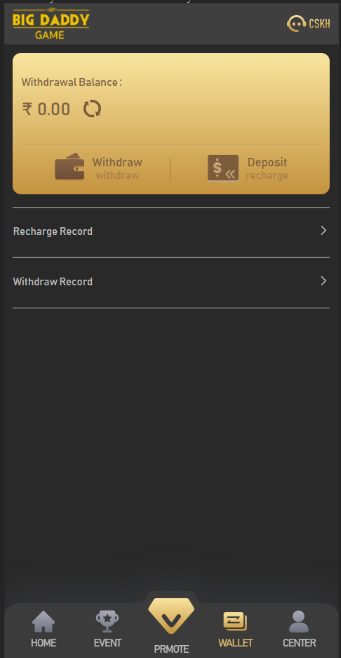 BIG DADDY
GAME
CSKH
Withdrawal Balance :
₹ 0.00
Withdraw
withdraw
Deposit
recharge
Recharge Record
Withdraw Record
HOME
EVENT
PRMOTE
WALLET
CENTER